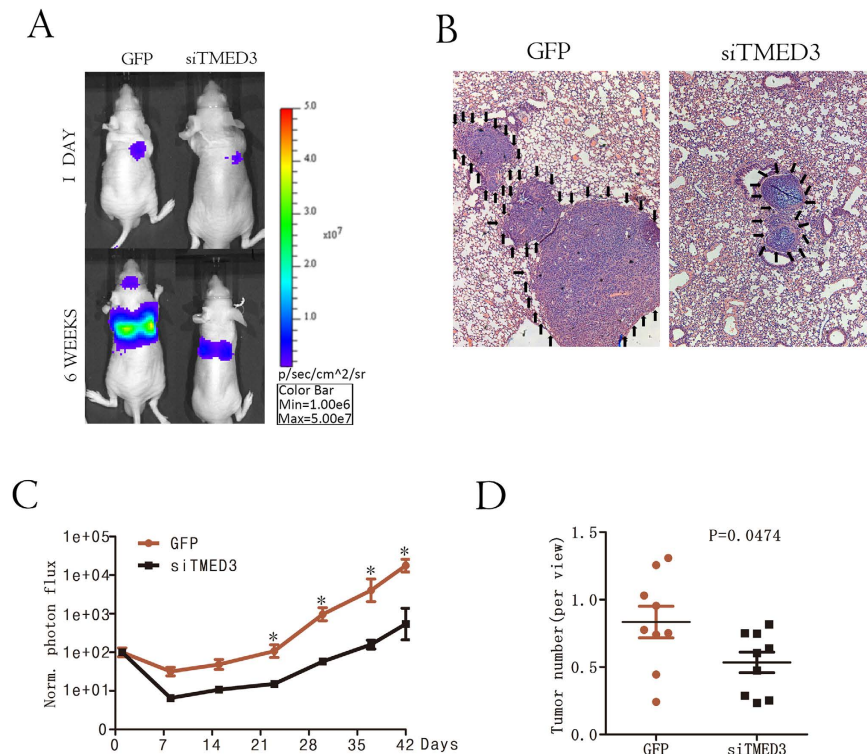 A
GFP siTMED3
1 DAY
6 WEEKS
5.0
4.0
x10^7
3.0
2.0
1.0
p/sec/cm^2/sr
Color Bar
Min=1.00e6
Max=5.00e7
B
GFP siTMED3
C
Norm. photon flux
1e+05
1e+04
1e+03
1e+02
1e+01
0
GFP
siTMED3
* * * *
0 7 14 21 28 35 42 Days
D
Tumor number(per view)
1.5
1.0
0.5
0.0
P=0.0474
GFP siTMED3